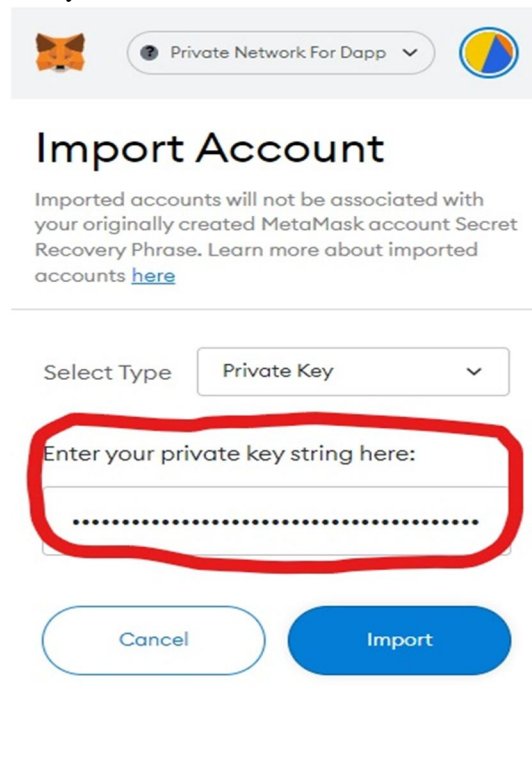 Private Network For Dapp
Import Account
Imported accounts will not be associated with
your originally created MetaMask account Secret
Recovery Phrase. Learn more about imported
accounts here
Select Type Private Key
Enter your private key string here:
Cancel Import